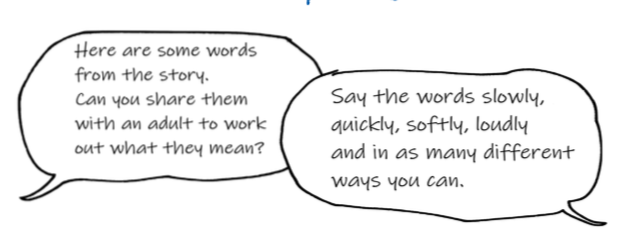 Here are some words
from the story.
Can you share them
with an adult to work
out what they mean?
Say the words slowly,
quickly, softly, loudly
and in as many different
ways you can.